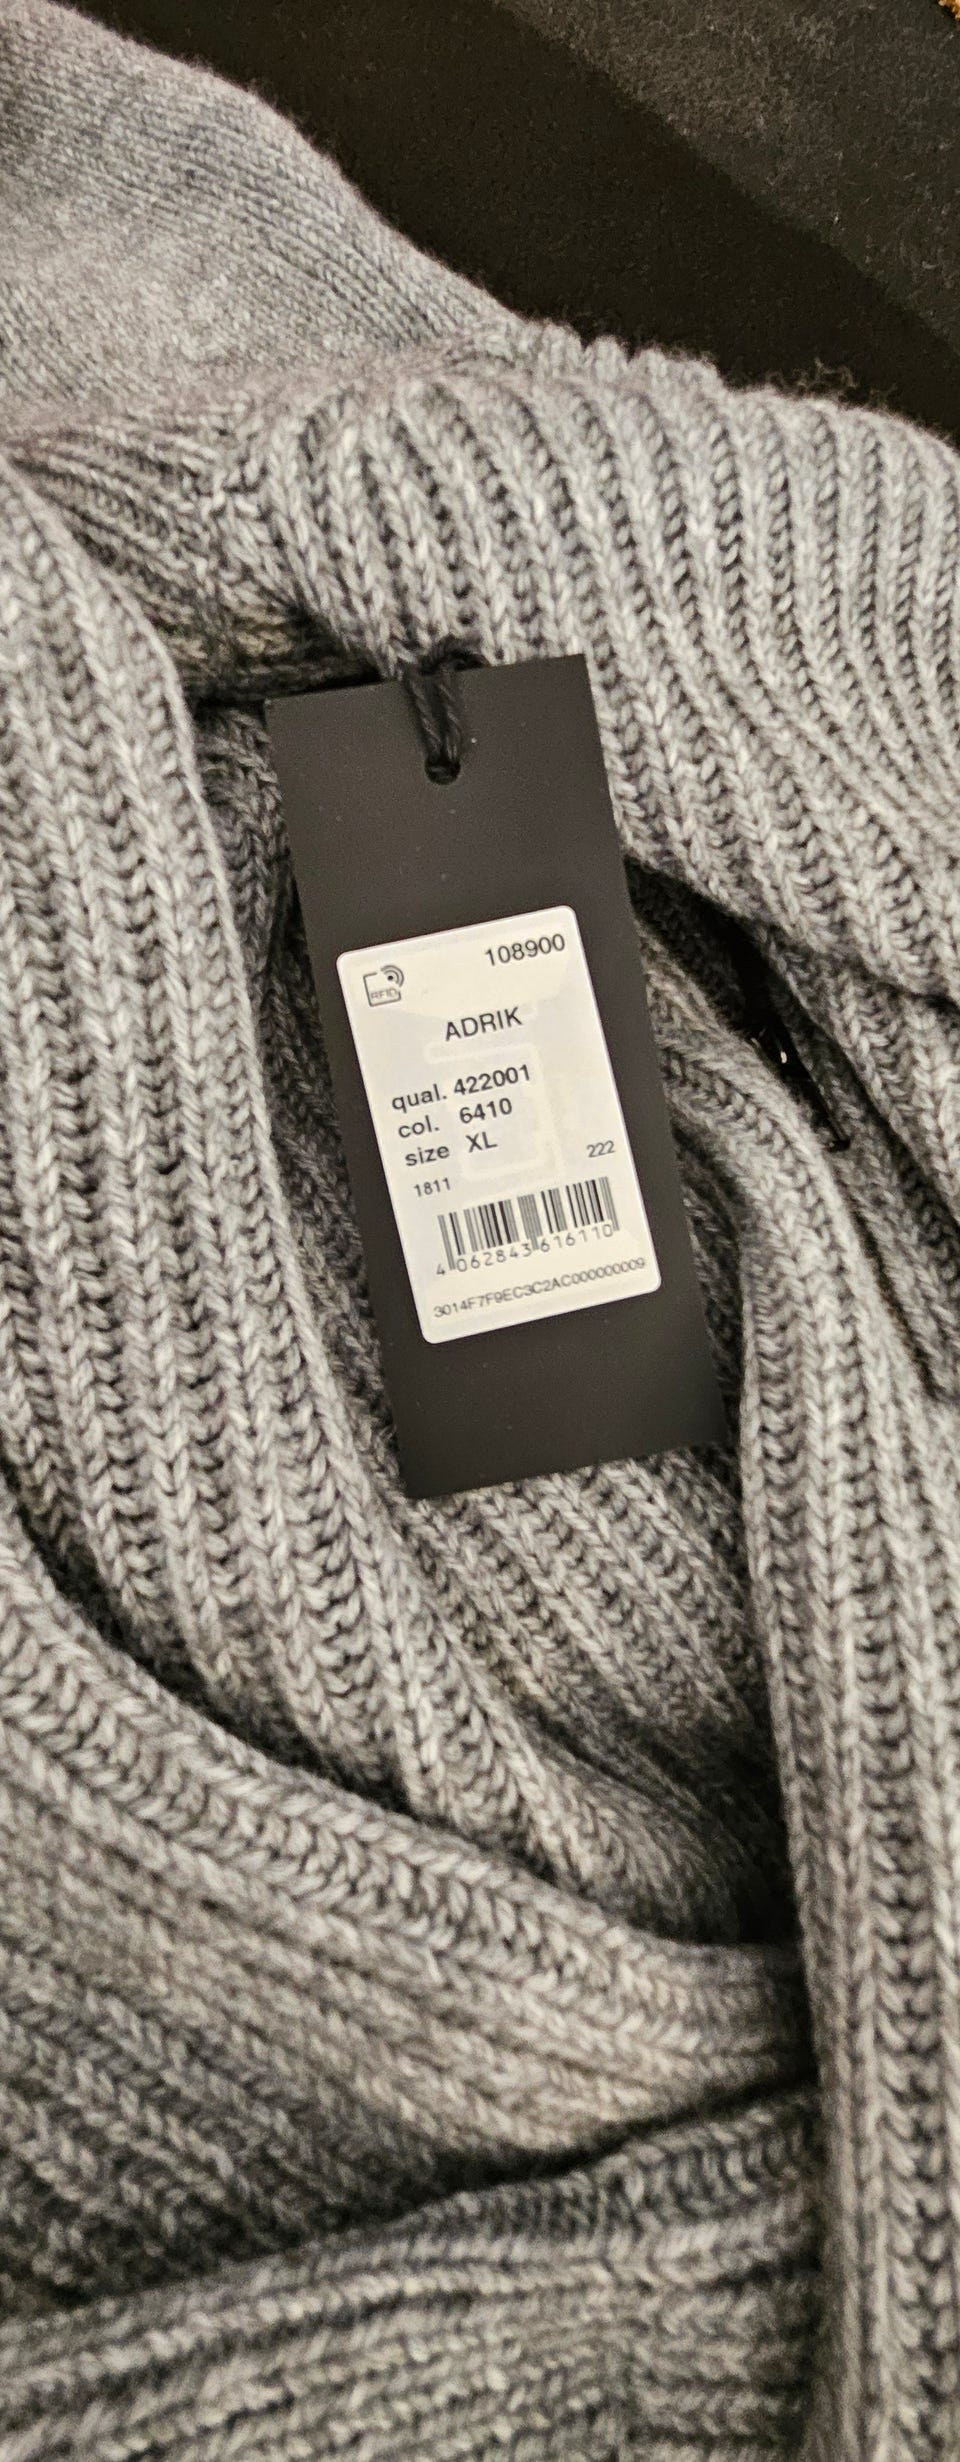 108900
RFID
ADRIK
qual. 422001
col. 6410
size XL
1811 222
4 062843 616110
3014F7F9EC3C2AC000000009